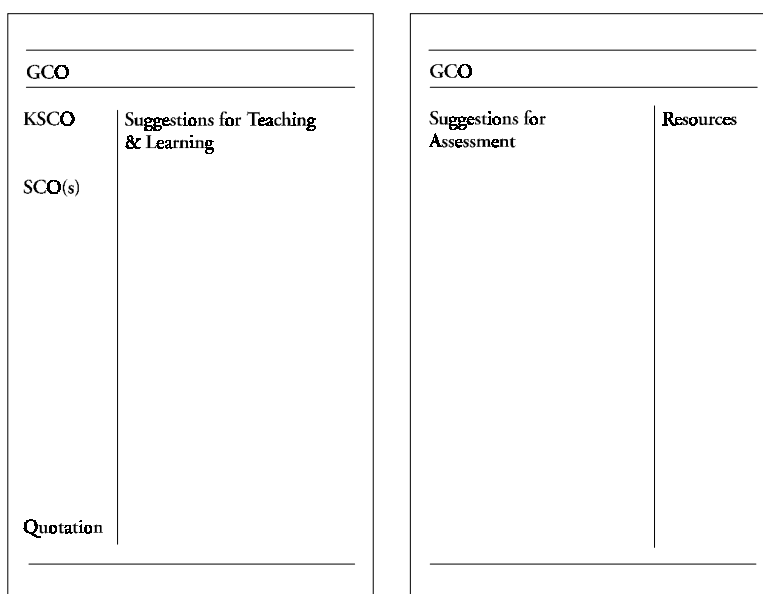 GCO
KSCO
Suggestions for Teaching
& Learning
SCO(s)
Quotation
GCO
Suggestions for
Assessment
Resources